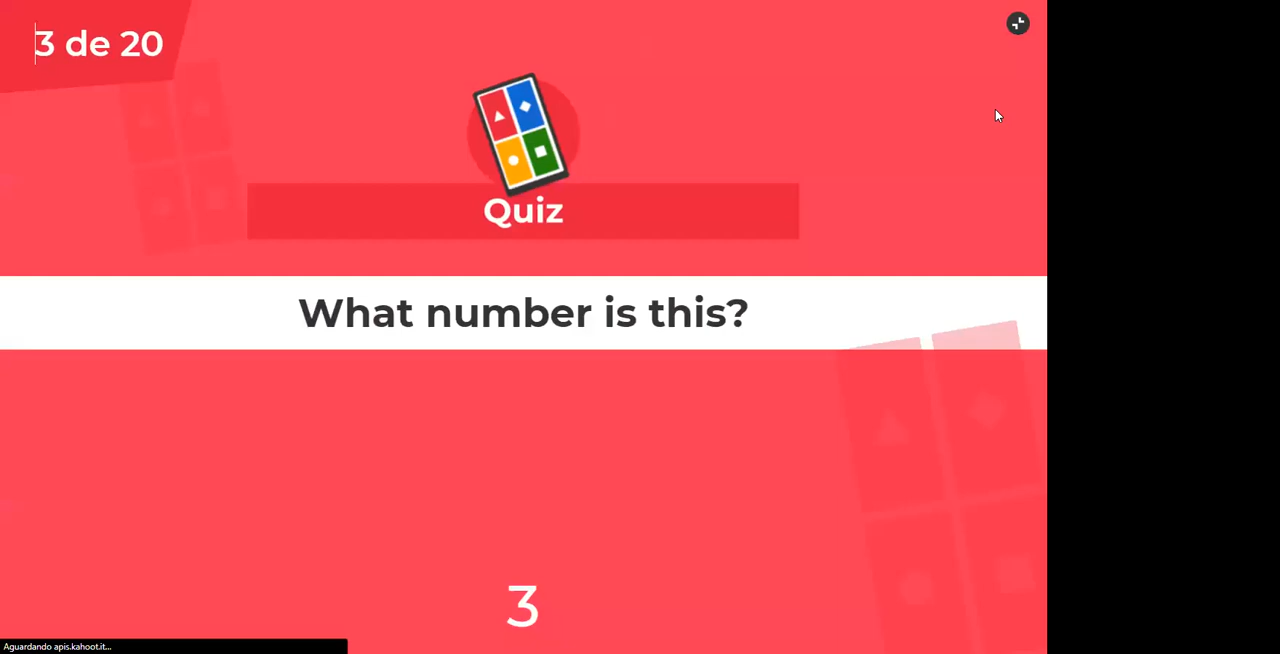 3 de 20
Quiz
What number is this?
3
Aguardando apis.kahoot.it...